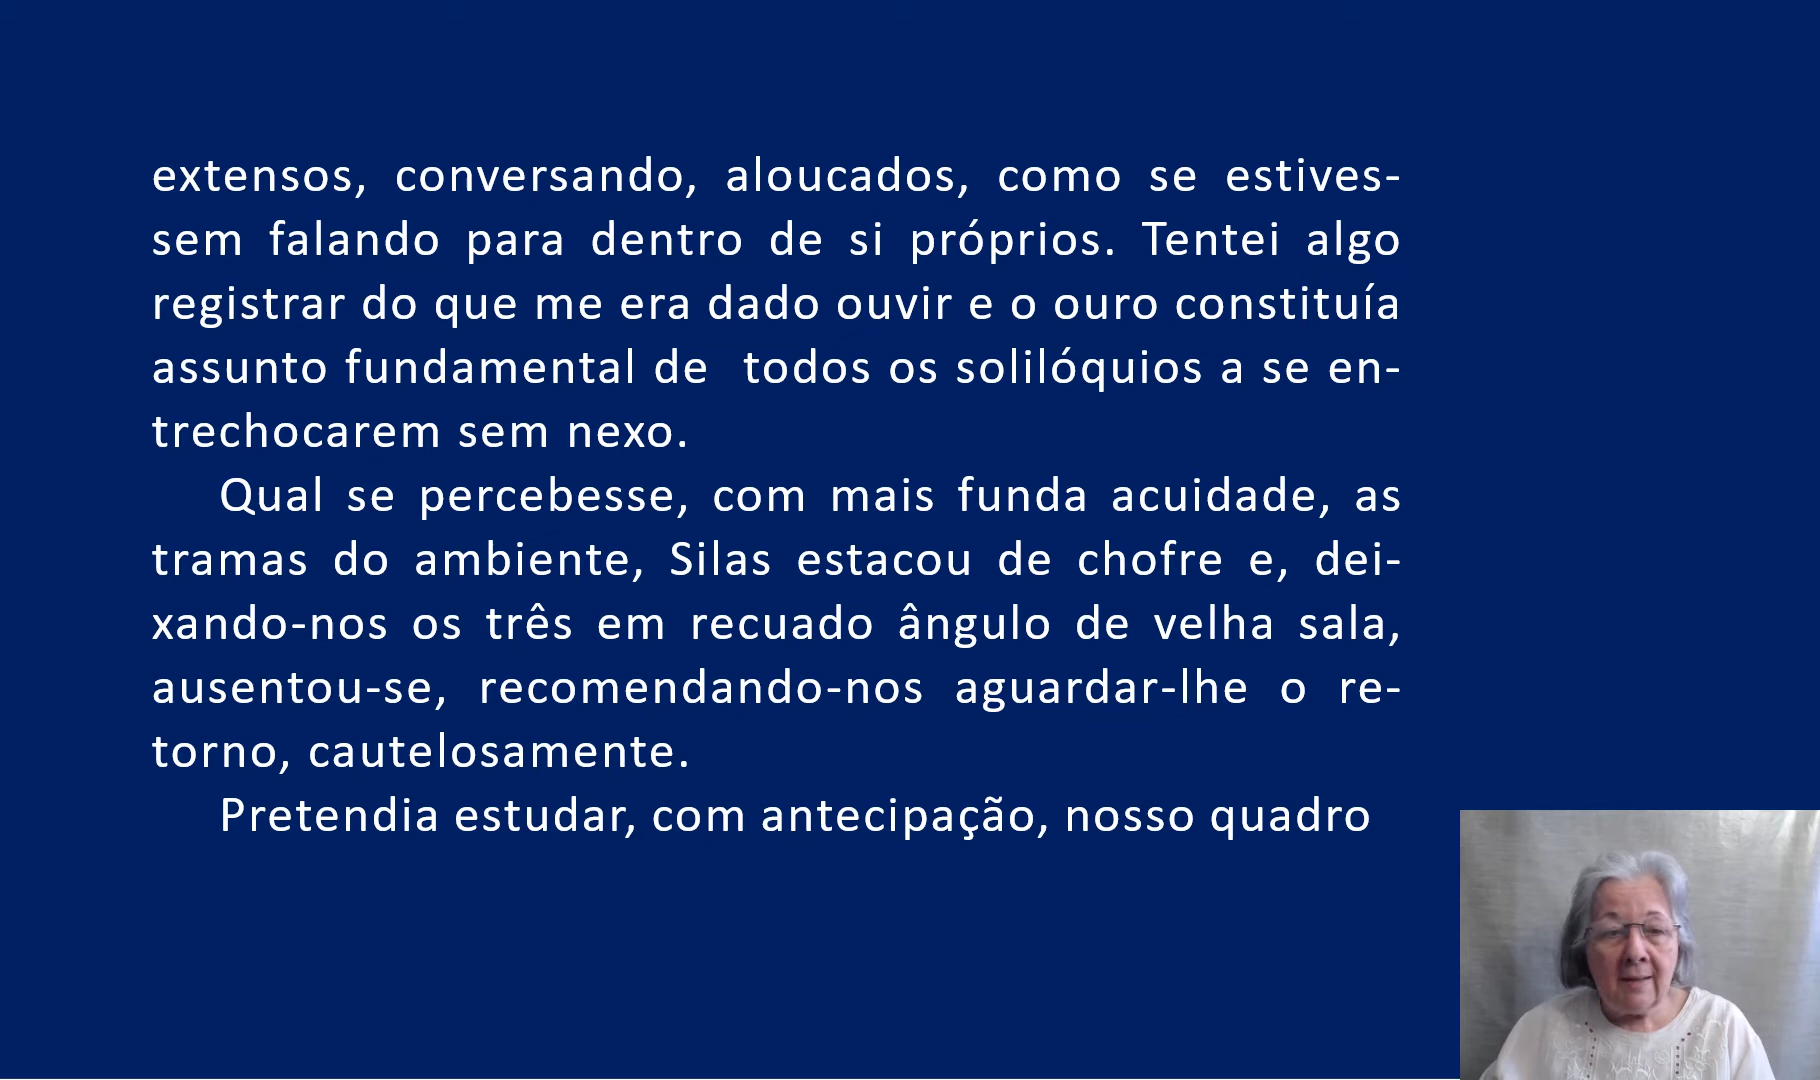 extensos, conversando, aloucados, como se estives-
sem falando para dentro de si próprios. Tentei algo
registrar do que me era dado ouvir e o ouro constituía
assunto fundamental de todos os solilóquios a se en-
trechocarem sem nexo.
Qual se percebesse, com mais funda acuidade, as
tramas do ambiente, Silas estacou de chofre e, dei-
xando-nos os três em recuado ângulo de velha sala,
ausentou-se, recomendando-nos aguardar-lhe o re-
torno, cautelosamente.
Pretendia estudar, com antecipação, nosso quadro